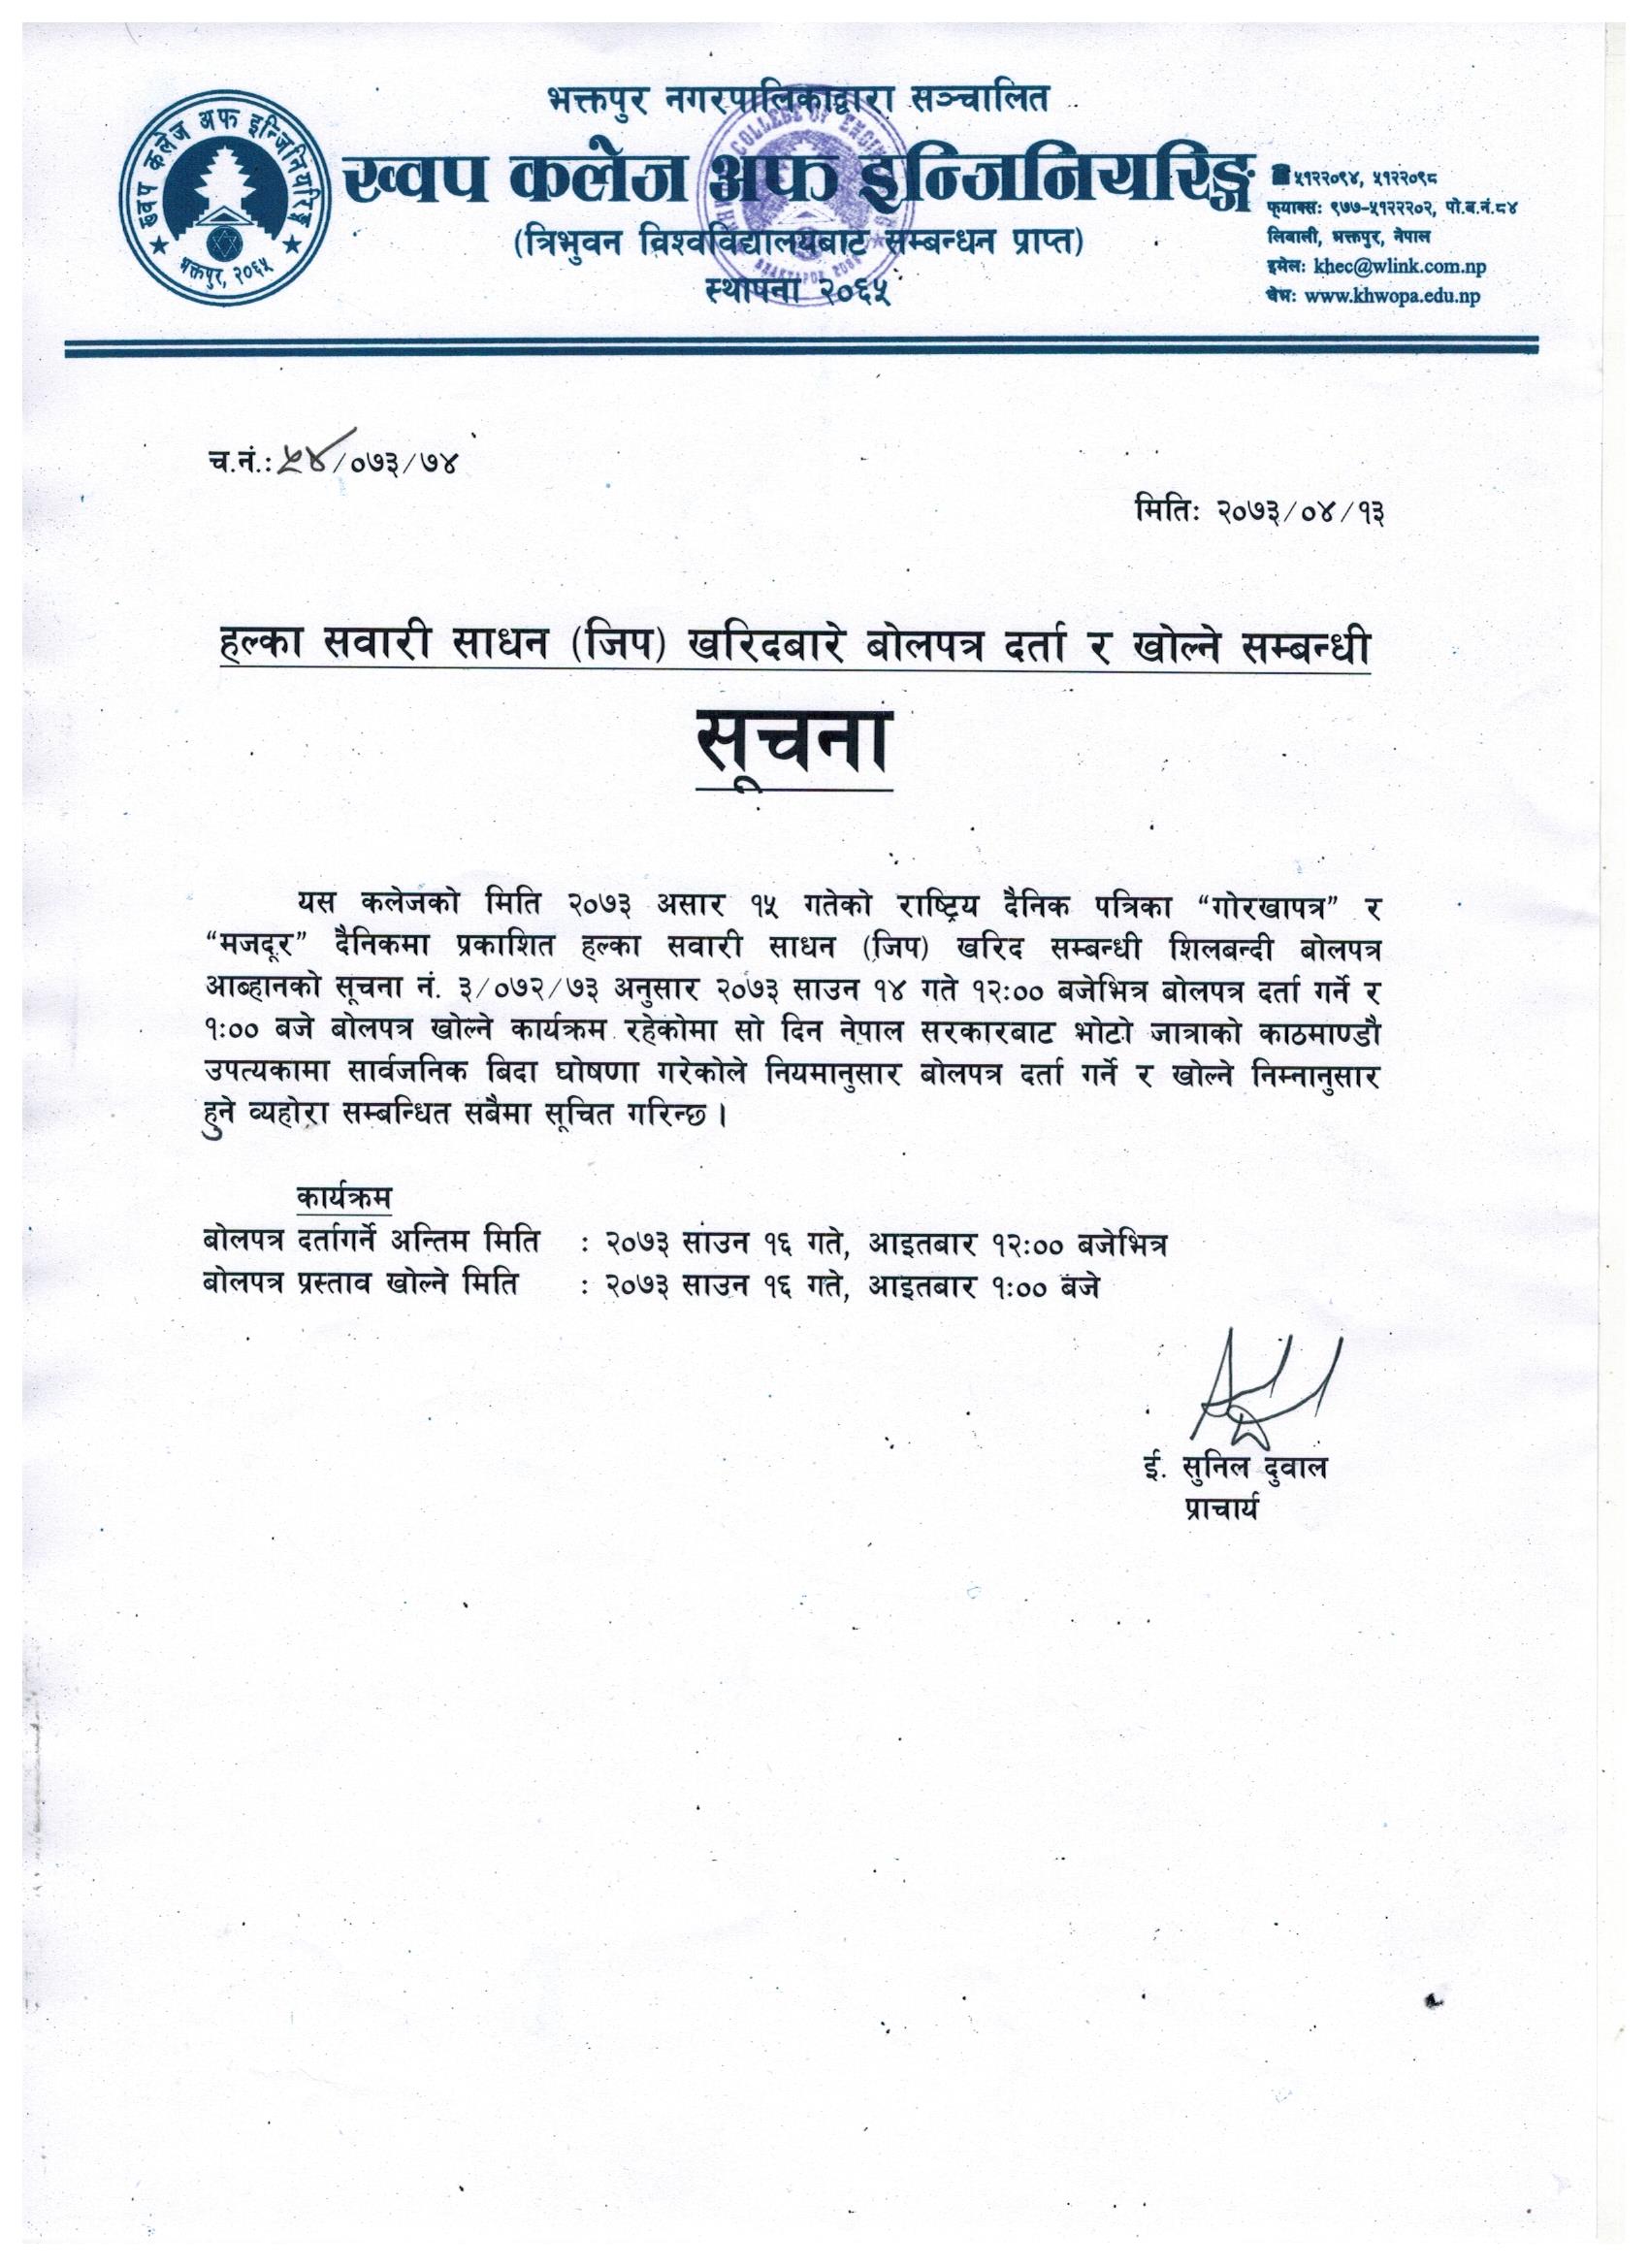 भक्तपुर नगरपालिकाद्वारा सञ्चालित
ख्वप कलेज अफ इन्जिनियरिङ्ग
(त्रिभुवन विश्वविद्यालयबाट सम्बन्धन प्राप्त)
स्थापना २०६५
ख्वप कलेज अफ इन्जिनियरिङ्ग
भक्तपुर, २०६५
☎ ५१२२०९४, ५१२२०९८
फ्याक्सः ९७७-५१२२२०२, पो.ब.नं.८४
लिवाली, भक्तपुर, नेपाल
इमेलः khec@wlink.com.np
वेभः www.khwopa.edu.np
च.नं.: ५४/०७३/७४
मितिः २०७३/०४/१३
हल्का सवारी साधन (जिप) खरिदबारे बोलपत्र दर्ता र खोल्ने सम्बन्धी
सूचना
यस कलेजको मिति २०७३ असार १५ गतेको राष्ट्रिय दैनिक पत्रिका “गोरखापत्र” र
“मजदूर” दैनिकमा प्रकाशित हल्का सवारी साधन (जिप) खरिद सम्बन्धी शिलबन्दी बोलपत्र
आब्हानको सूचना नं. ३/०७२/७३ अनुसार २०७३ साउन १४ गते १२:०० बजेभित्र बोलपत्र दर्ता गर्ने र
१:०० बजे बोलपत्र खोल्ने कार्यक्रम रहेकोमा सो दिन नेपाल सरकारबाट भोटो जात्राको काठमाण्डौ
उपत्यकामा सार्वजनिक बिदा घोषणा गरेकोले नियमानुसार बोलपत्र दर्ता गर्ने र खोल्ने निम्नानुसार
हुने व्यहोरा सम्बन्धित सबैमा सूचित गरिन्छ ।
कार्यक्रम
बोलपत्र दर्तागर्ने अन्तिम मिति : २०७३ साउन १६ गते, आइतबार १२:०० बजेभित्र
बोलपत्र प्रस्ताव खोल्ने मिति : २०७३ साउन १६ गते, आइतबार १:०० बजे
ई. सुनिल दुवाल
प्राचार्य